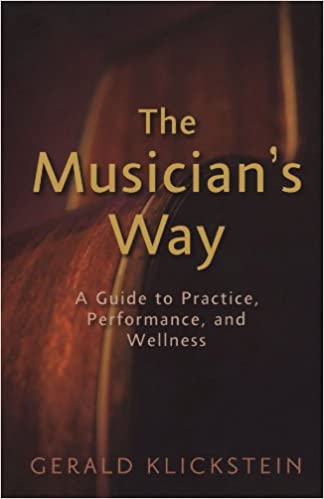 The
Musician's
Way
A Guide to Practice,
Performance, and
Wellness
GERALD KLICKSTEIN